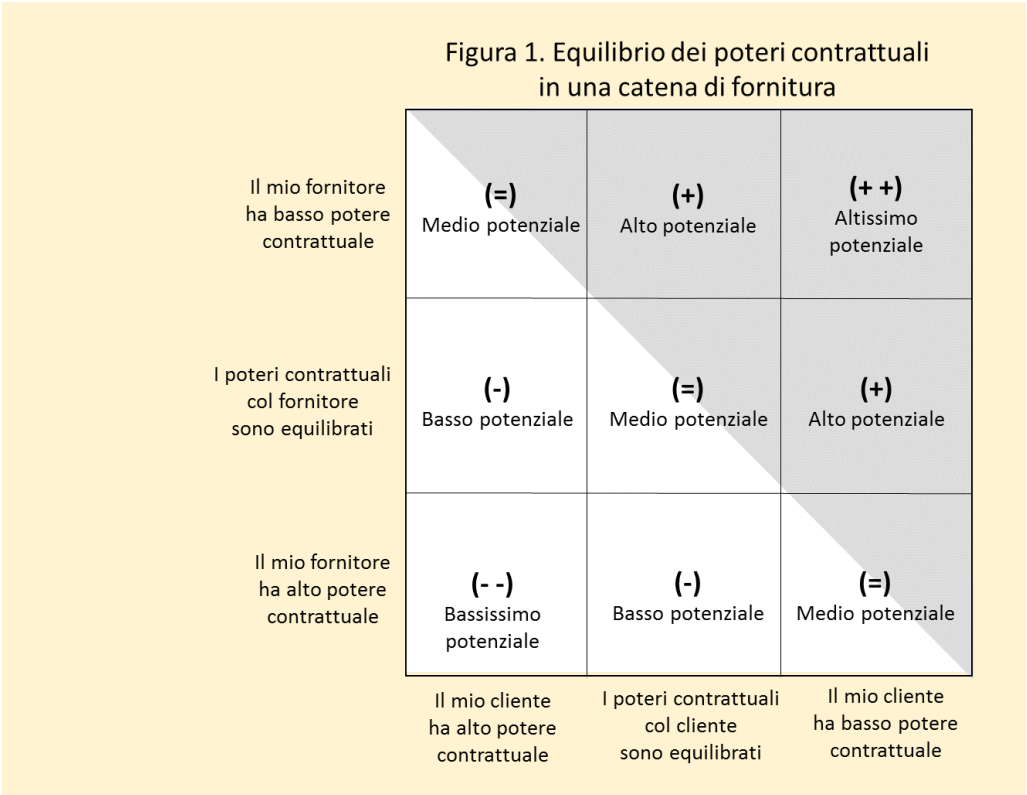 Figura 1. Equilibrio dei poteri contrattuali
in una catena di fornitura
Il mio fornitore
ha basso potere
contrattuale
(=)
Medio potenziale
(+)
Alto potenziale
(+ +)
Altissimo
potenziale
I poteri contrattuali
col fornitore
sono equilibrati
(-)
Basso potenziale
(=)
Medio potenziale
(+)
Alto potenziale
Il mio fornitore
ha alto potere
contrattuale
(- -)
Bassissimo
potenziale
(-)
Basso potenziale
(=)
Medio potenziale
Il mio cliente
ha alto potere
contrattuale
I poteri contrattuali
col cliente
sono equilibrati
Il mio cliente
ha basso potere
contrattuale